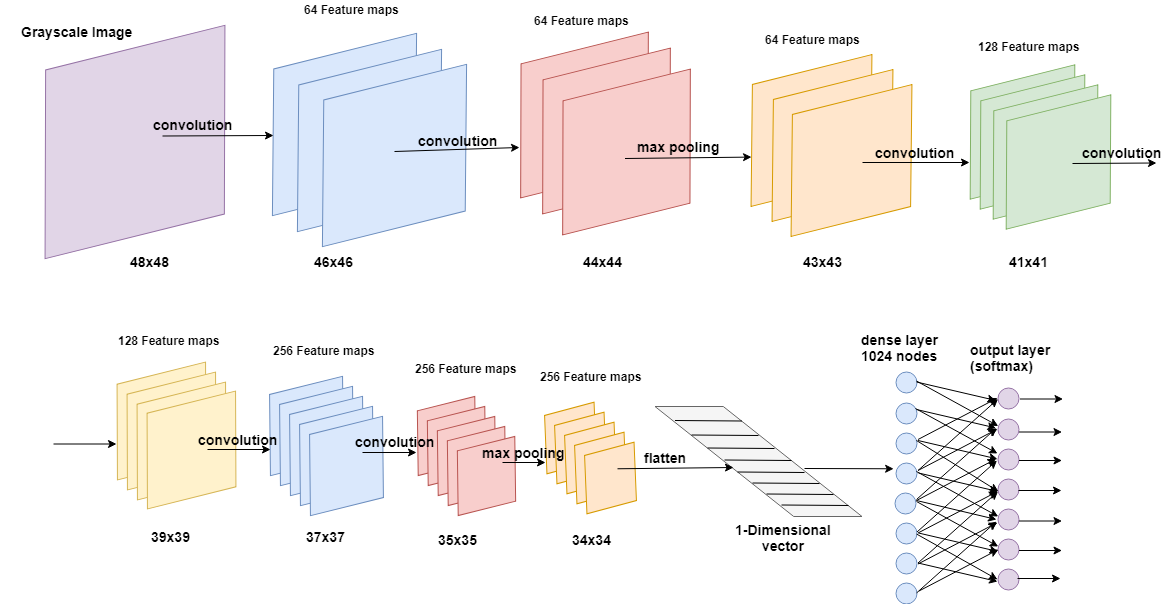 Grayscale Image
64 Feature maps
64 Feature maps
64 Feature maps
128 Feature maps
convolution
convolution
max pooling
convolution
convolution
48x48
46x46
44x44
43x43
41x41
128 Feature maps
256 Feature maps
256 Feature maps
256 Feature maps
dense layer
1024 nodes
output layer
(softmax)
convolution
convolution
max pooling
flatten
1-Dimensional
vector
39x39
37x37
35x35
34x34